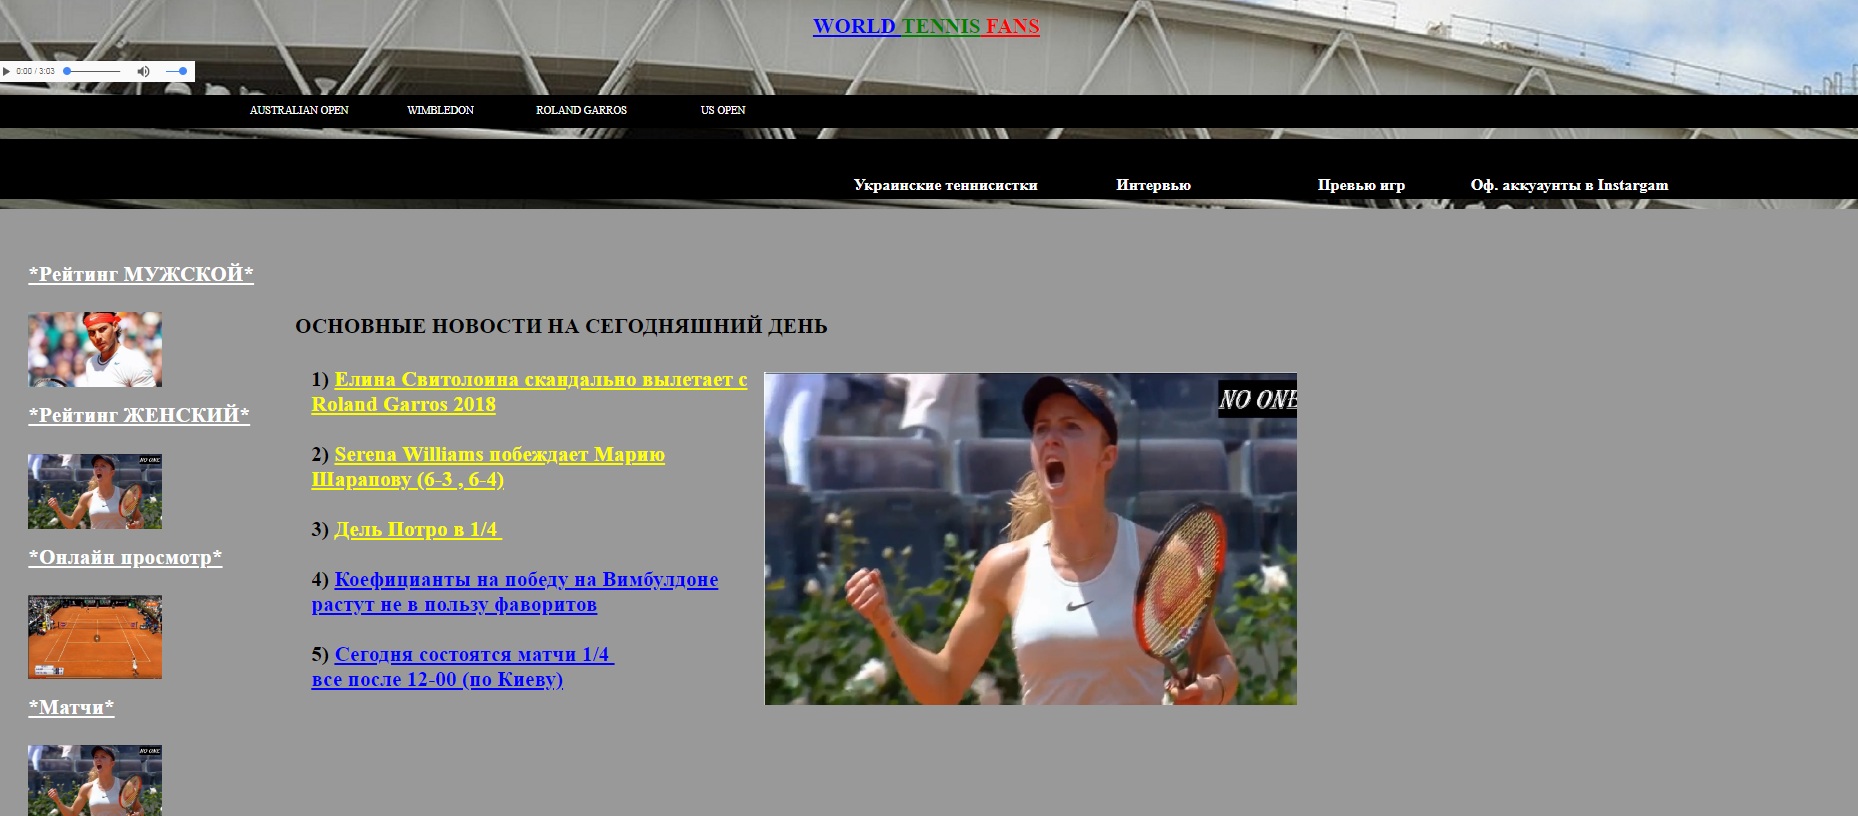 WORLD TENNIS FANS
0:00 / 3:03
AUSTRALIAN OPEN WIMBLEDON ROLAND GARROS US OPEN
Украинские теннисистки Интервью Превью игр Оф. аккуаунты в Instargam
*Рейтинг МУЖСКОЙ*
*Рейтинг ЖЕНСКИЙ*
NO ONE
*Онлайн просмотр*
*Матчи*
NO ONE
ОСНОВНЫЕ НОВОСТИ НА СЕГОДНЯШНИЙ ДЕНЬ
1) Елина Свитолоина скандально вылетает с
Roland Garros 2018
2) Serena Williams побеждает Марию
Шарапову (6-3 , 6-4)
3) Дель Потро в 1/4
4) Коефицианты на победу на Вимбулдоне
растут не в пользу фаворитов
5) Сегодня состоятся матчи 1/4
все после 12-00 (по Киеву)
NO ONE